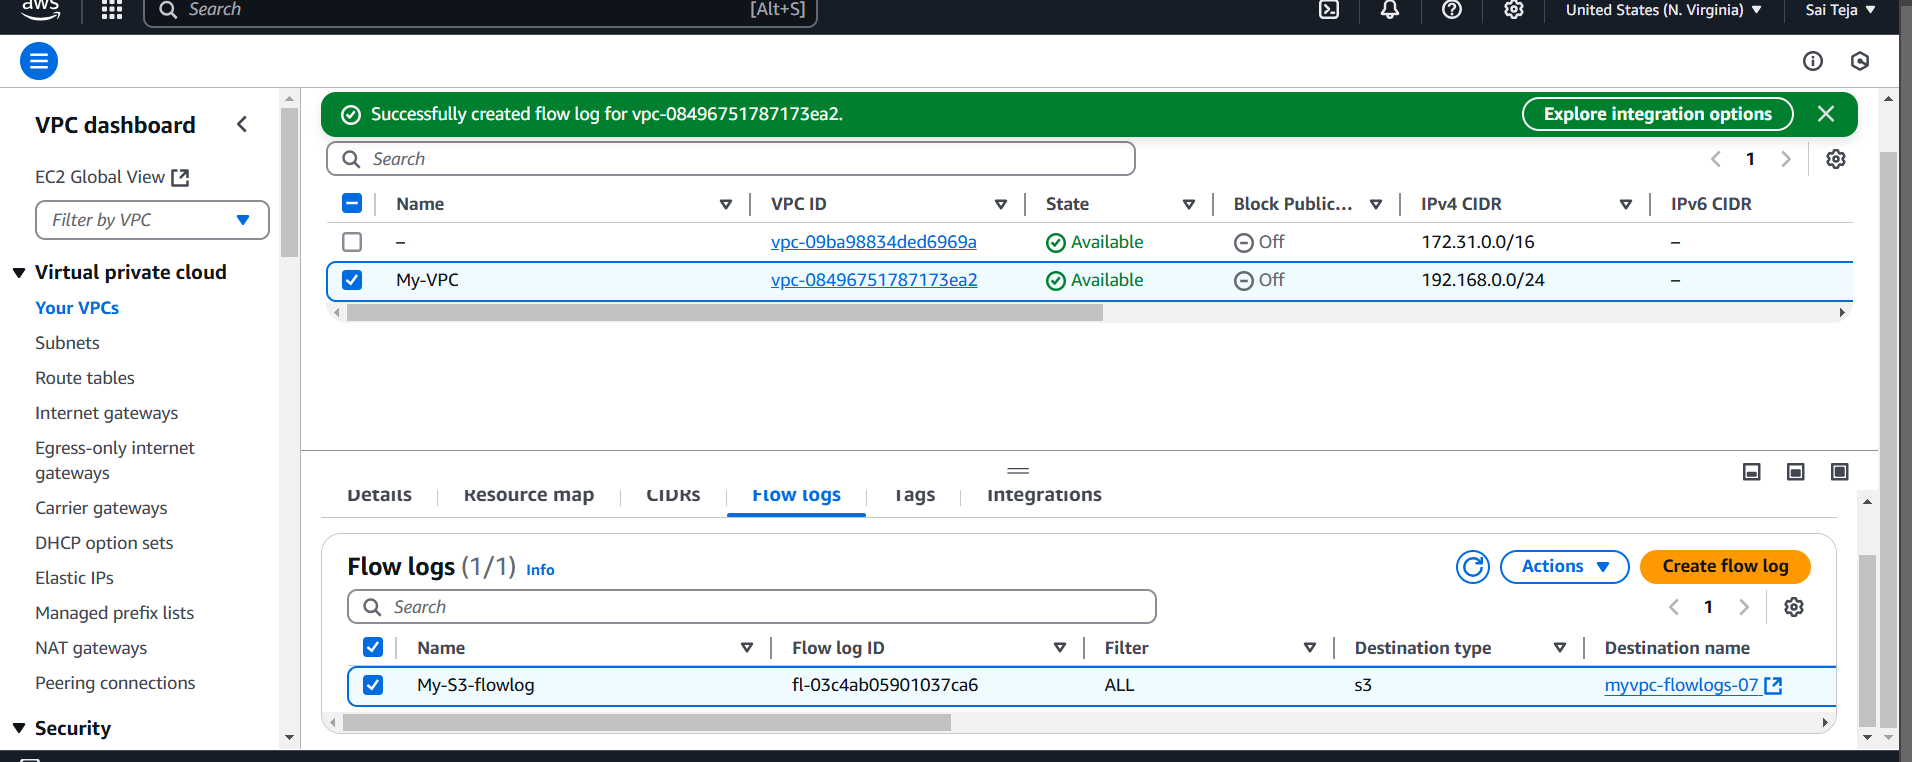 aws Search [Alt+S] United States (N. Virginia) Sai Teja
VPC dashboard
EC2 Global View
Filter by VPC
Virtual private cloud
Your VPCs
Subnets
Route tables
Internet gateways
Egress-only internet
gateways
Carrier gateways
DHCP option sets
Elastic IPs
Managed prefix lists
NAT gateways
Peering connections
Security
Successfully created flow log for vpc-08496751787173ea2. Explore integration options
Search 1
Name VPC ID State Block Public... IPv4 CIDR IPv6 CIDR
– vpc-09ba98834ded6969a Available Off 172.31.0.0/16 –
My-VPC vpc-08496751787173ea2 Available Off 192.168.0.0/24 –
Details Resource map CIDRs Flow logs Tags Integrations
Flow logs (1/1) Info Actions Create flow log
Search 1
Name Flow log ID Filter Destination type Destination name
My-S3-flowlog fl-03c4ab05901037ca6 ALL s3 myvpc-flowlogs-07